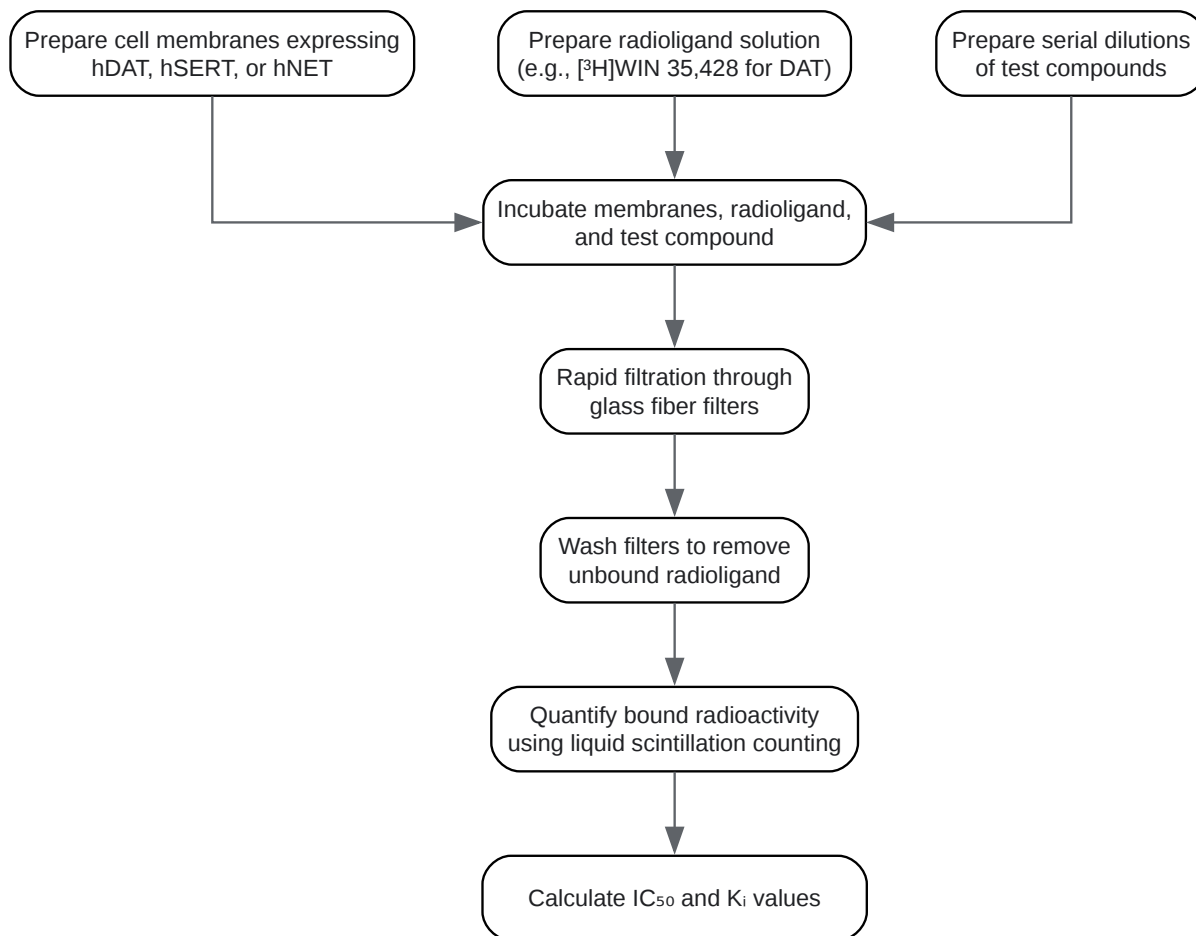 Prepare cell membranes expressing
hDAT, hSERT, or hNET
Prepare radioligand solution
(e.g., [³H]WIN 35,428 for DAT)
Prepare serial dilutions
of test compounds
Incubate membranes, radioligand,
and test compound
Rapid filtration through
glass fiber filters
Wash filters to remove
unbound radioligand
Quantify bound radioactivity
using liquid scintillation counting
Calculate IC₅₀ and Kᵢ values